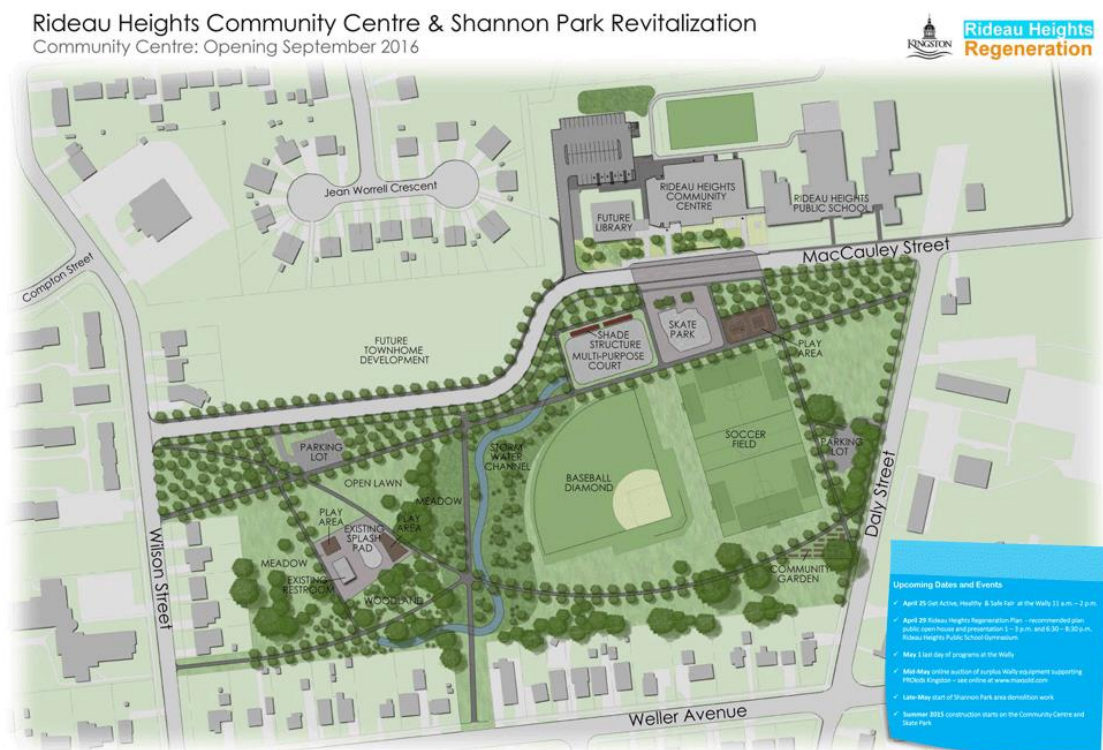 Rideau Heights Community Centre & Shannon Park Revitalization
Community Centre: Opening September 2016
KINGSTON
Rideau Heights
Regeneration
Jean Worrell Crescent
Compton Street
RIDEAU HEIGHTS
COMMUNITY
CENTRE
RIDEAU HEIGHTS
PUBLIC SCHOOL
FUTURE
LIBRARY
MacCauley Street
FUTURE
TOWNHOME
DEVELOPMENT
SHADE
STRUCTURE
MULTI-PURPOSE
COURT
SKATE
PARK
PLAY
AREA
PARKING
LOT
OPEN LAWN
MEADOW
STORM
WATER
CHANNEL
BASEBALL
DIAMOND
SOCCER
FIELD
PARKING
LOT
Daly Street
PLAY
AREA
EXISTING
SPLASH
PAD
PLAY
AREA
MEADOW
EXISTING
RESTROOM
WOODLAND
COMMUNITY
GARDEN
Wilson Street
Weller Avenue
Upcoming Dates and Events
✓ April 25 Get Active, Healthy & Safe Fair at the Wally 11 a.m. – 2 p.m.
✓ April 29 Rideau Heights Regeneration Plan - recommended plan
public open house and presentation 1 – 3 p.m. and 6:30 – 8:30 p.m.
Rideau Heights Public School Gymnasium
✓ May 1 last day of programs at the Wally
✓ Mid-May online auction of surplus Wally equipment supporting
PROkids Kingston – see online at www.maxsold.com
✓ Late-May start of Shannon Park area demolition work
✓ Summer 2015 construction starts on the Community Centre and
Skate Park